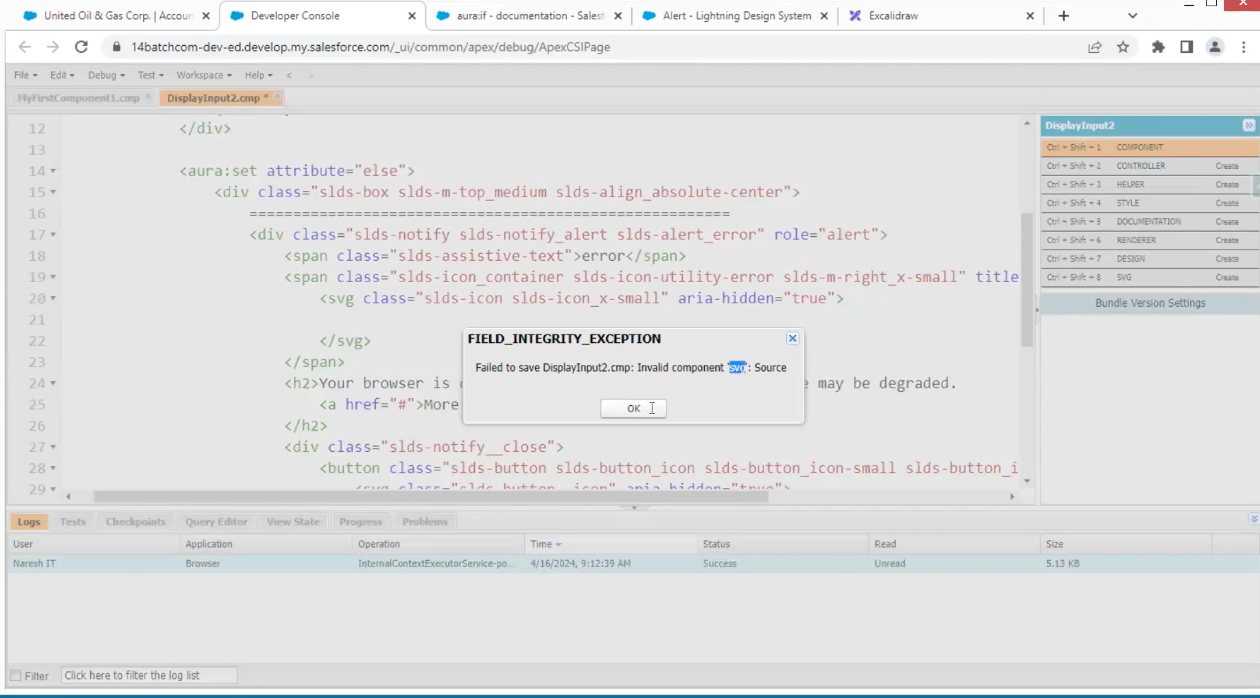 United Oil & Gas Corp. | Accoun
Developer Console
aura:if - documentation - Salesf
Alert - Lightning Design System
Excalidraw
14batchcom-dev-ed.develop.my.salesforce.com/_ui/common/apex/debug/ApexCSIPage
File Edit Debug Test Workspace Help < >
MyFirstComponent1.cmp
DisplayInput2.cmp *
12 </div>
13
14 <aura:set attribute="else">
15 <div class="slds-box slds-m-top_medium slds-align_absolute-center">
16 =======================================================
17 <div class="slds-notify slds-notify_alert slds-alert_error" role="alert">
18 <span class="slds-assistive-text">error</span>
19 <span class="slds-icon_container slds-icon-utility-error slds-m-right_x-small" title
20 <svg class="slds-icon slds-icon_x-small" aria-hidden="true">
21
22 </svg>
23 </span>
24 <h2>Your browser is may be degraded.
25 <a href="#">More
26 </h2>
27 <div class="slds-notify__close">
28 <button class="slds-button slds-button_icon slds-button_icon-small slds-button_i
29 <svg class="slds-button__icon" aria-hidden="true">
FIELD_INTEGRITY_EXCEPTION
Failed to save DisplayInput2.cmp: Invalid component 'svg': Source
OK
DisplayInput2
Ctrl + Shift + 1 COMPONENT
Ctrl + Shift + 2 CONTROLLER Create
Ctrl + Shift + 3 HELPER Create
Ctrl + Shift + 4 STYLE Create
Ctrl + Shift + 5 DOCUMENTATION Create
Ctrl + Shift + 6 RENDERER Create
Ctrl + Shift + 7 DESIGN Create
Ctrl + Shift + 8 SVG Create
Bundle Version Settings
Logs Tests Checkpoints Query Editor View State Progress Problems
User Application Operation Time Status Read Size
Naresh IT Browser InternalContextExecutorService-po... 4/16/2024, 9:12:39 AM Success Unread 5.13 KB
Filter Click here to filter the log list